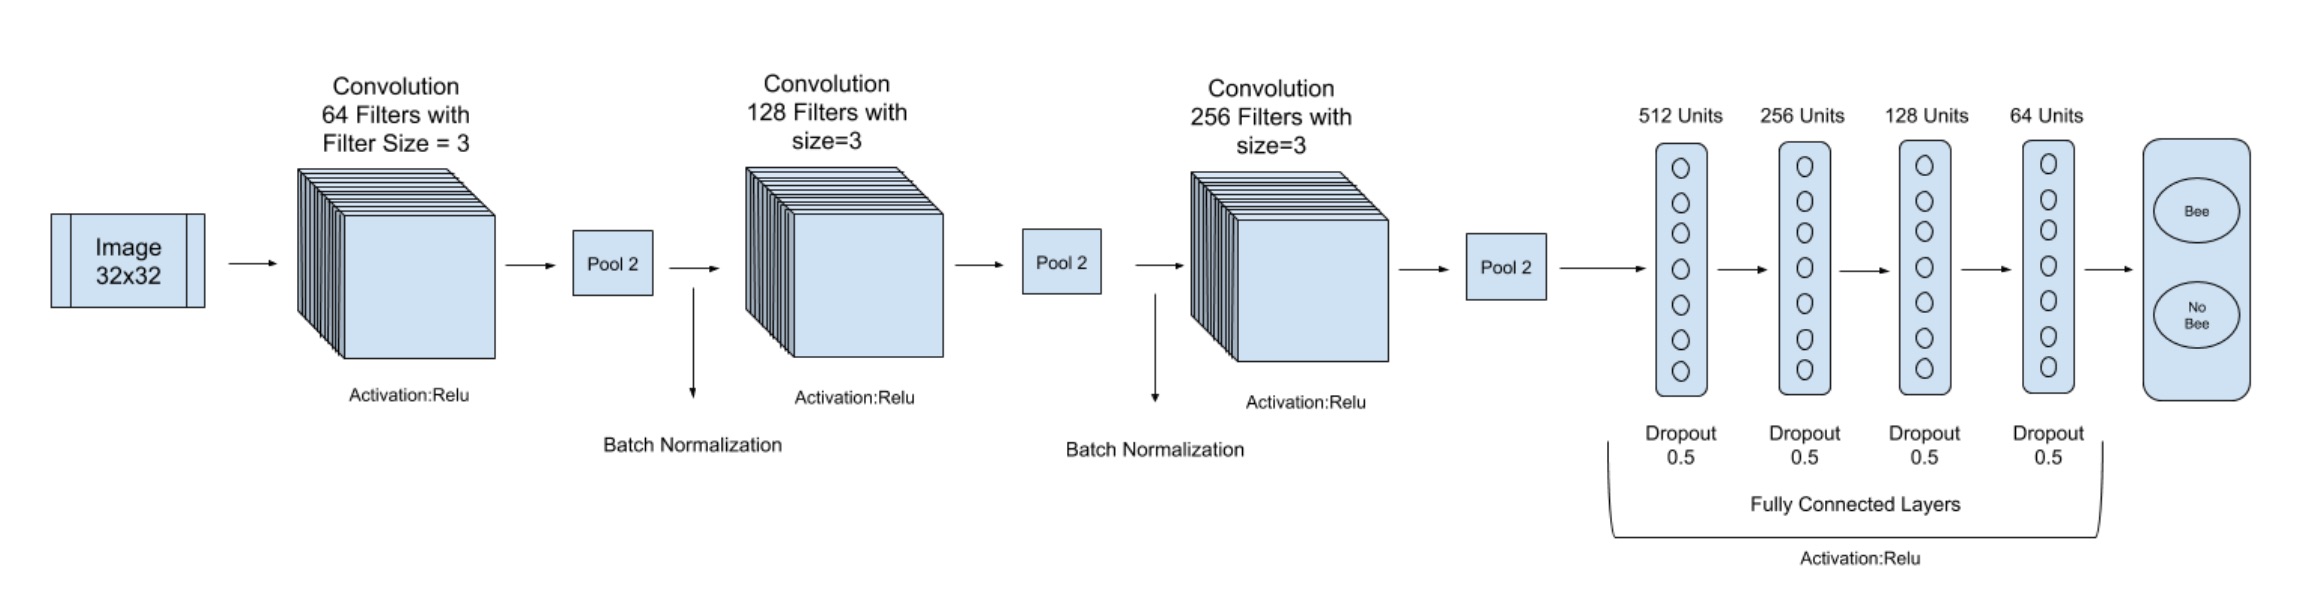 Convolution
64 Filters with
Filter Size = 3
Convolution
128 Filters with
size=3
Convolution
256 Filters with
size=3
512 Units
256 Units
128 Units
64 Units
Image
32x32
Pool 2
Pool 2
Pool 2
Bee
No
Bee
Activation:Relu
Activation:Relu
Activation:Relu
Batch Normalization
Batch Normalization
Dropout
0.5
Dropout
0.5
Dropout
0.5
Dropout
0.5
Fully Connected Layers
Activation:Relu